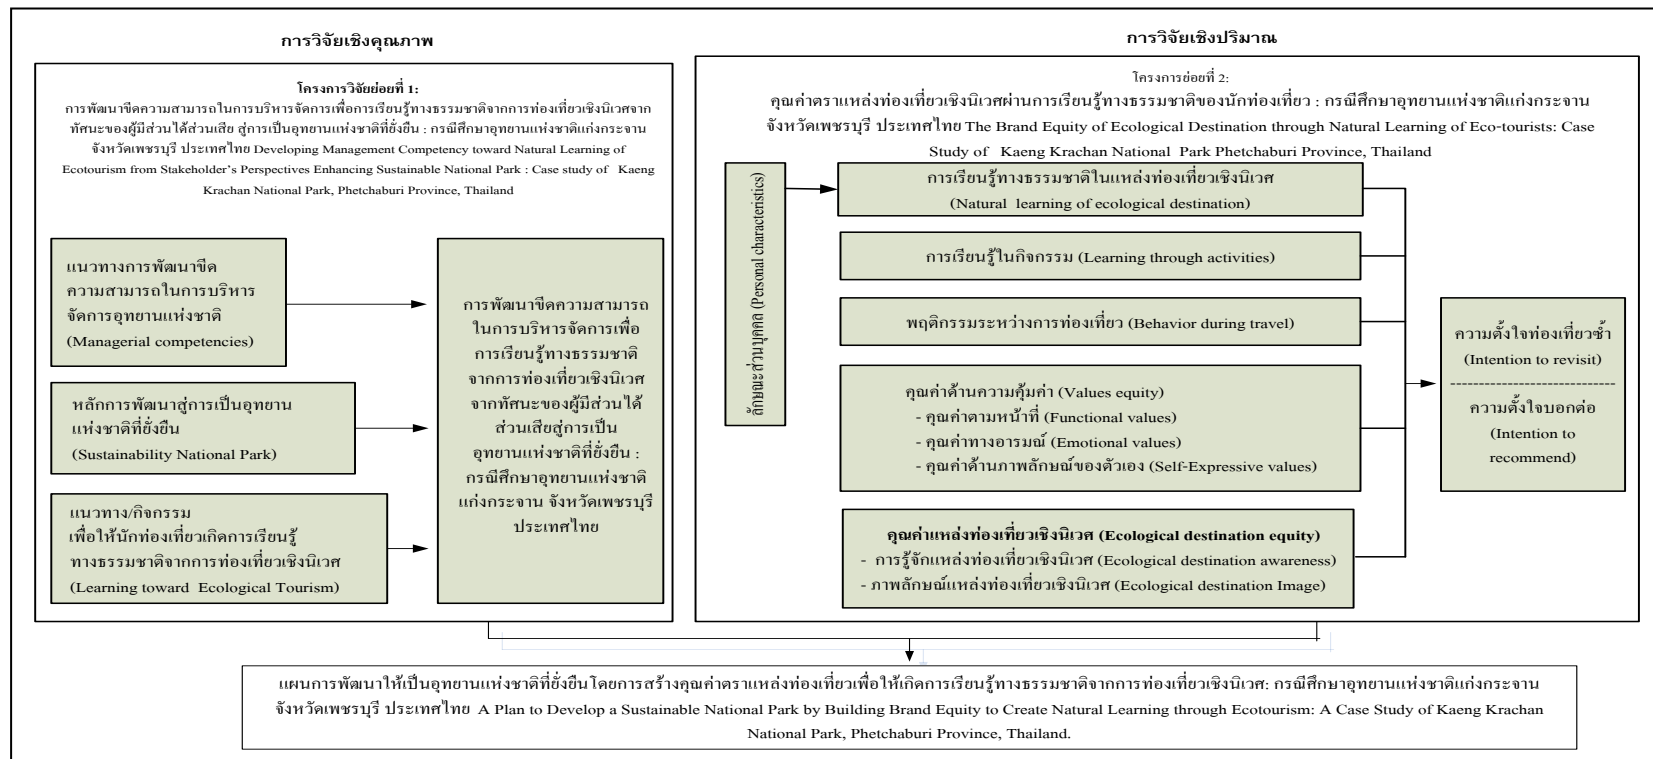 การวิจัยเชิงคุณภาพ
โครงการวิจัยย่อยที่ 1:
การพัฒนาขีดความสามารถในการบริหารจัดการเพื่อการเรียนรู้ทางธรรมชาติจากการท่องเที่ยวเชิงนิเวศจาก
ทัศนะของผู้มีส่วนได้ส่วนเสีย สู่การเป็นอุทยานแห่งชาติที่ยั่งยืน : กรณีศึกษาอุทยานแห่งชาติแก่งกระจาน
จังหวัดเพชรบุรี ประเทศไทย Developing Management Competency toward Natural Learning of
Ecotourism from Stakeholder's Perspectives Enhancing Sustainable National Park : Case study of Kaeng
Krachan National Park, Phetchaburi Province, Thailand
แนวทางการพัฒนาขีด
ความสามารถในการบริหาร
จัดการอุทยานแห่งชาติ
(Managerial competencies)
หลักการพัฒนาสู่การเป็นอุทยาน
แห่งชาติที่ยั่งยืน
(Sustainability National Park)
แนวทาง/กิจกรรม
เพื่อให้นักท่องเที่ยวเกิดการเรียนรู้
ทางธรรมชาติจากการท่องเที่ยวเชิงนิเวศ
(Learning toward Ecological Tourism)
การพัฒนาขีดความสามารถ
ในการบริหารจัดการเพื่อ
การเรียนรู้ทางธรรมชาติ
จากการท่องเที่ยวเชิงนิเวศ
จากทัศนะของผู้มีส่วนได้
ส่วนเสียสู่การเป็น
อุทยานแห่งชาติที่ยั่งยืน :
กรณีศึกษาอุทยานแห่งชาติ
แก่งกระจาน จังหวัดเพชรบุรี
ประเทศไทย
การวิจัยเชิงปริมาณ
โครงการย่อยที่ 2:
คุณค่าตราแหล่งท่องเที่ยวเชิงนิเวศผ่านการเรียนรู้ทางธรรมชาติของนักท่องเที่ยว : กรณีศึกษาอุทยานแห่งชาติแก่งกระจาน
จังหวัดเพชรบุรี ประเทศไทย The Brand Equity of Ecological Destination through Natural Learning of Eco-tourists: Case
Study of Kaeng Krachan National Park Phetchaburi Province, Thailand
ลักษณะส่วนบุคคล (Personal characteristics)
การเรียนรู้ทางธรรมชาติในแหล่งท่องเที่ยวเชิงนิเวศ
(Natural learning of ecological destination)
การเรียนรู้ในกิจกรรม (Learning through activities)
พฤติกรรมระหว่างการท่องเที่ยว (Behavior during travel)
คุณค่าด้านความคุ้มค่า (Values equity)
- คุณค่าตามหน้าที่ (Functional values)
- คุณค่าทางอารมณ์ (Emotional values)
- คุณค่าด้านภาพลักษณ์ของตัวเอง (Self-Expressive values)
คุณค่าแหล่งท่องเที่ยวเชิงนิเวศ (Ecological destination equity)
- การรู้จักแหล่งท่องเที่ยวเชิงนิเวศ (Ecological destination awareness)
- ภาพลักษณ์แหล่งท่องเที่ยวเชิงนิเวศ (Ecological destination Image)
ความตั้งใจท่องเที่ยวซ้ำ
(Intention to revisit)
ความตั้งใจบอกต่อ
(Intention to
recommend)
แผนการพัฒนาให้เป็นอุทยานแห่งชาติที่ยั่งยืนโดยการสร้างคุณค่าตราแหล่งท่องเที่ยวเพื่อให้เกิดการเรียนรู้ทางธรรมชาติจากการท่องเที่ยวเชิงนิเวศ: กรณีศึกษาอุทยานแห่งชาติแก่งกระจาน
จังหวัดเพชรบุรี ประเทศไทย A Plan to Develop a Sustainable National Park by Building Brand Equity to Create Natural Learning through Ecotourism: A Case Study of Kaeng Krachan
National Park, Phetchaburi Province, Thailand.